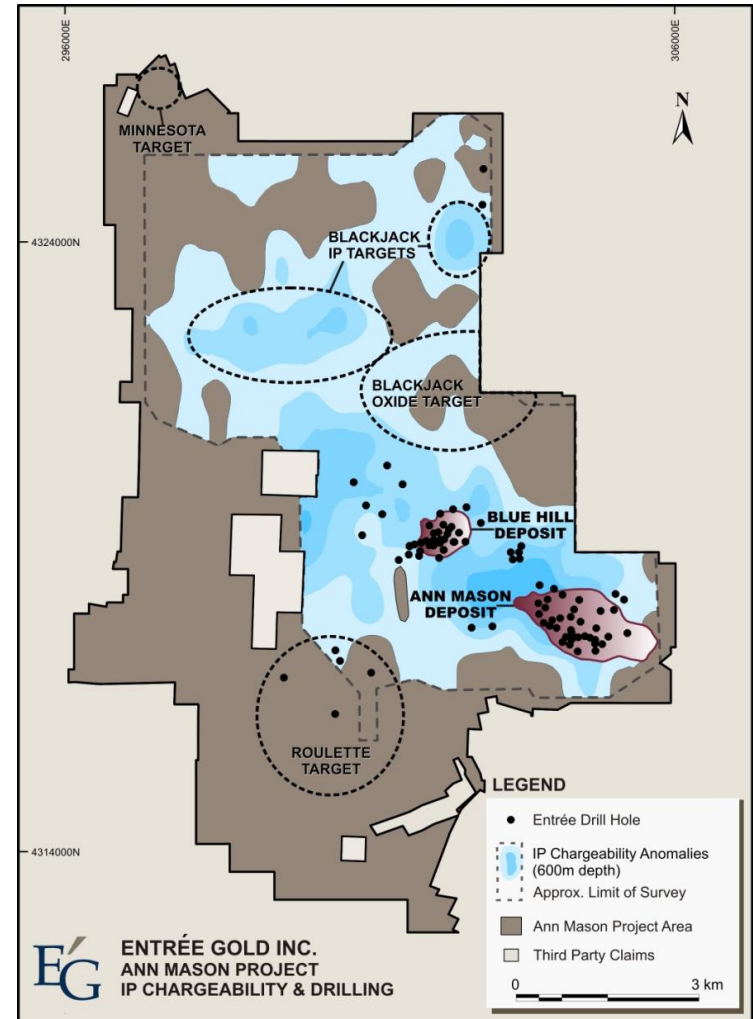 296000E
306000E
N
MINNESOTA
TARGET
4324000N
BLACKJACK
IP TARGETS
BLACKJACK
OXIDE TARGET
BLUE HILL
DEPOSIT
ANN MASON
DEPOSIT
ROULETTE
TARGET
4314000N
LEGEND
Entrée Drill Hole
IP Chargeability Anomalies
(600m depth)
Approx. Limit of Survey
Ann Mason Project Area
Third Party Claims
0 3 km
EG
ENTRÉE GOLD INC.
ANN MASON PROJECT
IP CHARGEABILITY & DRILLING